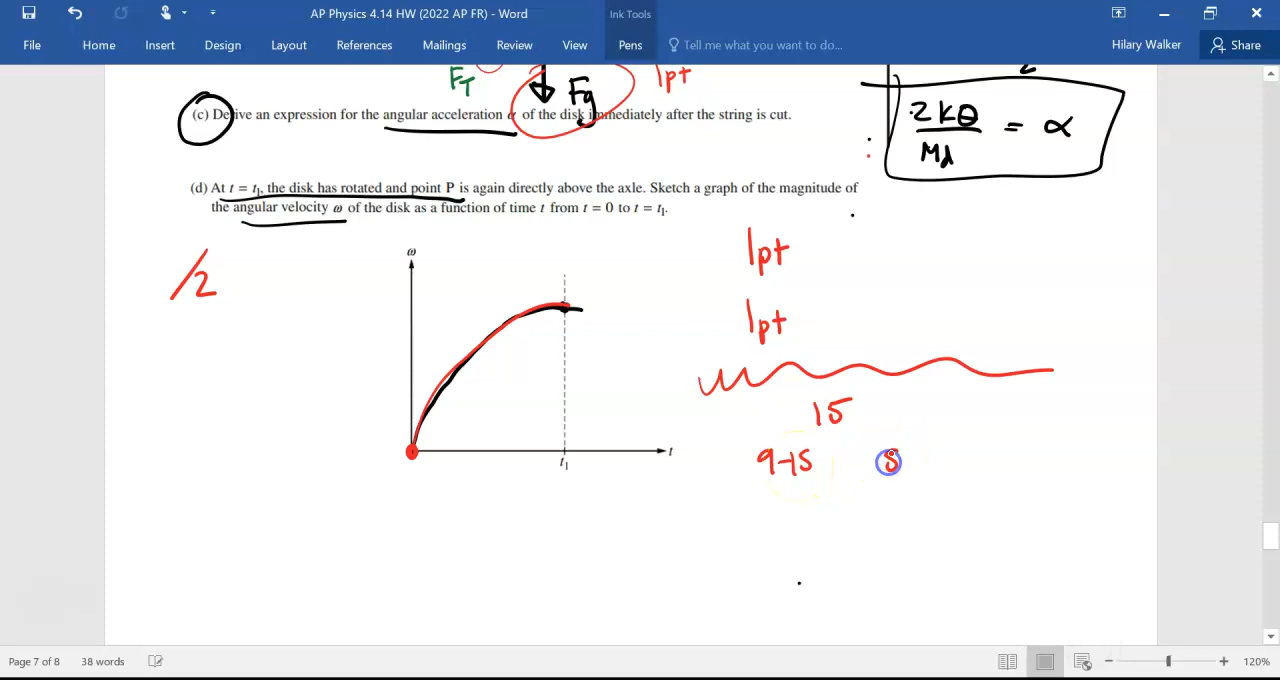 AP Physics 4.14 HW (2022 AP FR) - Word
Ink Tools
File Home Insert Design Layout References Mailings Review View Pens Tell me what you want to do... Hilary Walker Share
F_T F_g 1pt
2
(c) Derive an expression for the angular acceleration α of the disk immediately after the string is cut.
2Kθ / Md = α
(d) At t = t₁, the disk has rotated and point P is again directly above the axle. Sketch a graph of the magnitude of
the angular velocity ω of the disk as a function of time t from t = 0 to t = t₁.
/2
ω
1pt
1pt
15
t
t₁
9-15 8
Page 7 of 8 38 words 120%